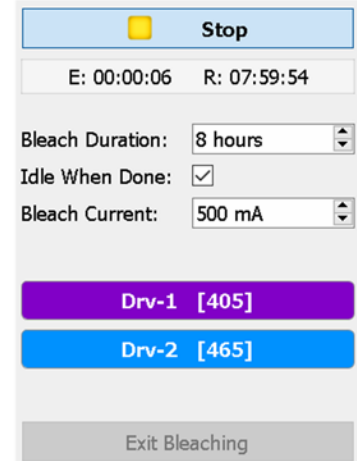 Stop
E: 00:00:06 R: 07:59:54
Bleach Duration: 8 hours
Idle When Done:
Bleach Current: 500 mA
Drv-1 [405]
Drv-2 [465]
Exit Bleaching